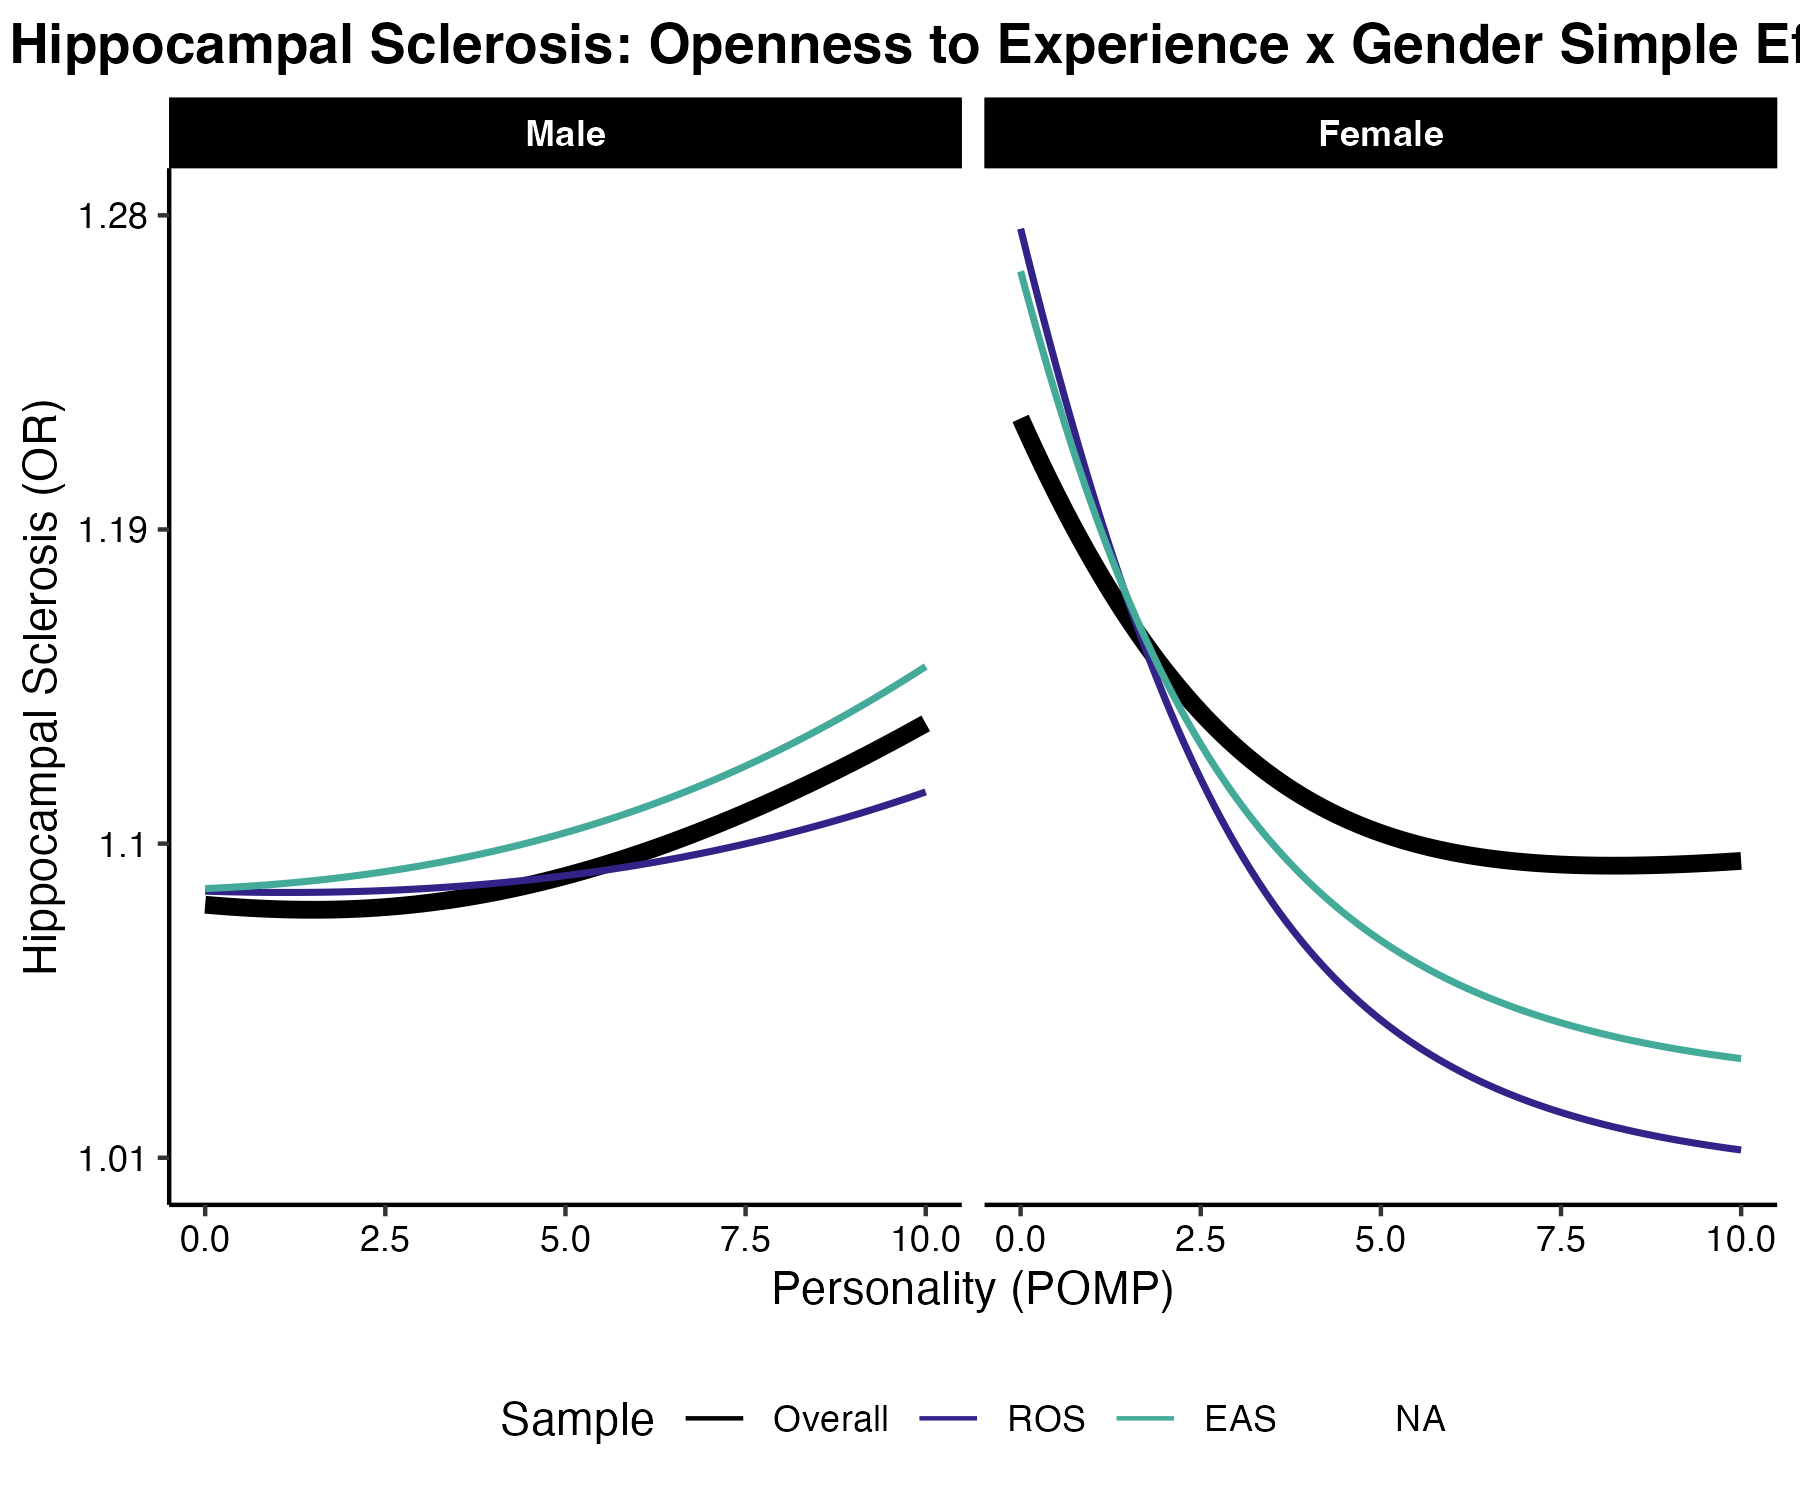 Hippocampal Sclerosis: Openness to Experience x Gender Simple Ef
Male
Female
Hippocampal Sclerosis (OR)
1.28
1.19
1.1
1.01
0.0 2.5 5.0 7.5 10.0
0.0 2.5 5.0 7.5 10.0
Personality (POMP)
Sample Overall ROS EAS NA